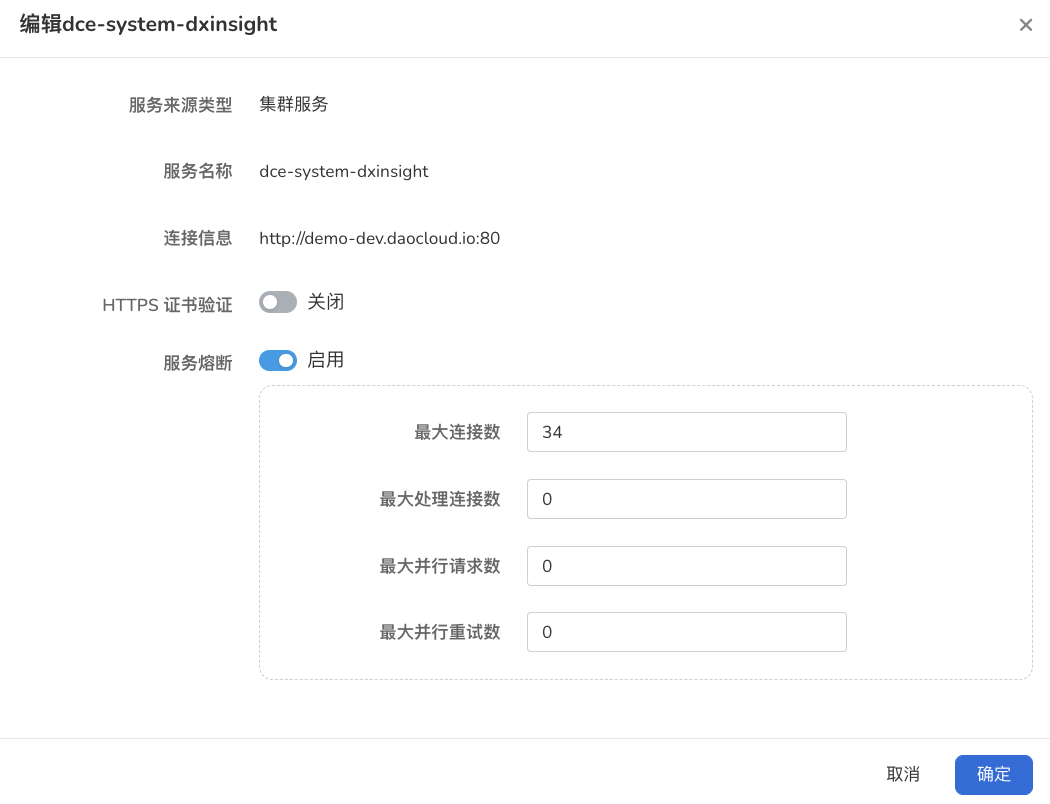 编辑dce-system-dxinsight
服务来源类型 集群服务
服务名称 dce-system-dxinsight
连接信息 http://demo-dev.daocloud.io:80
HTTPS 证书验证 关闭
服务熔断 启用
最大连接数 34
最大处理连接数 0
最大并行请求数 0
最大并行重试数 0
取消 确定